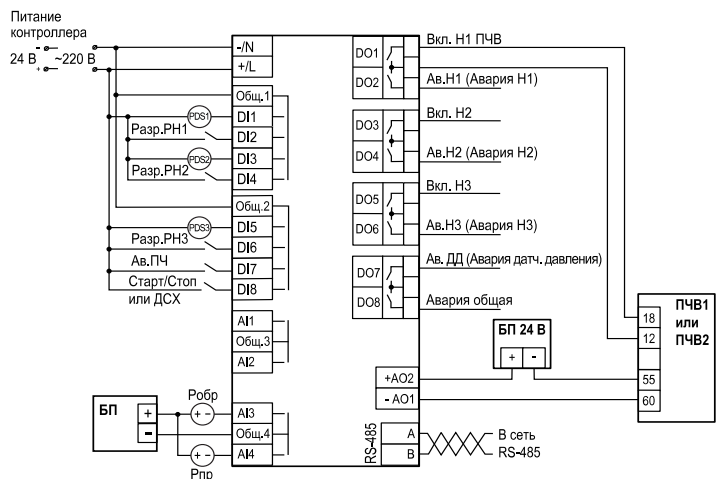 Питание
контроллера
24 В
- ~220 В
+
-/N
+/L
Общ.1
PDS1
DI1
Разр.РН1
DI2
PDS2
DI3
Разр.РН2
DI4
Общ.2
PDS3
DI5
Разр.РН3
DI6
Ав.ПЧ
DI7
Старт/Стоп
или ДСХ
DI8
AI1
Общ.3
AI2
БП
+
-
Pобр
+ -
AI3
Общ.4
+ -
AI4
Pпр
DO1
Вкл. Н1 ПЧВ
DO2
Ав.Н1 (Авария Н1)
DO3
Вкл. Н2
DO4
Ав.Н2 (Авария Н2)
DO5
Вкл. Н3
DO6
Ав.Н3 (Авария Н3)
DO7
Ав. ДД (Авария датч. давления)
DO8
Авария общая
БП 24 В
+ -
+AO2
- AO1
RS-485
A
B
В сеть
RS-485
ПЧВ1
или
ПЧВ2
18
12
55
60